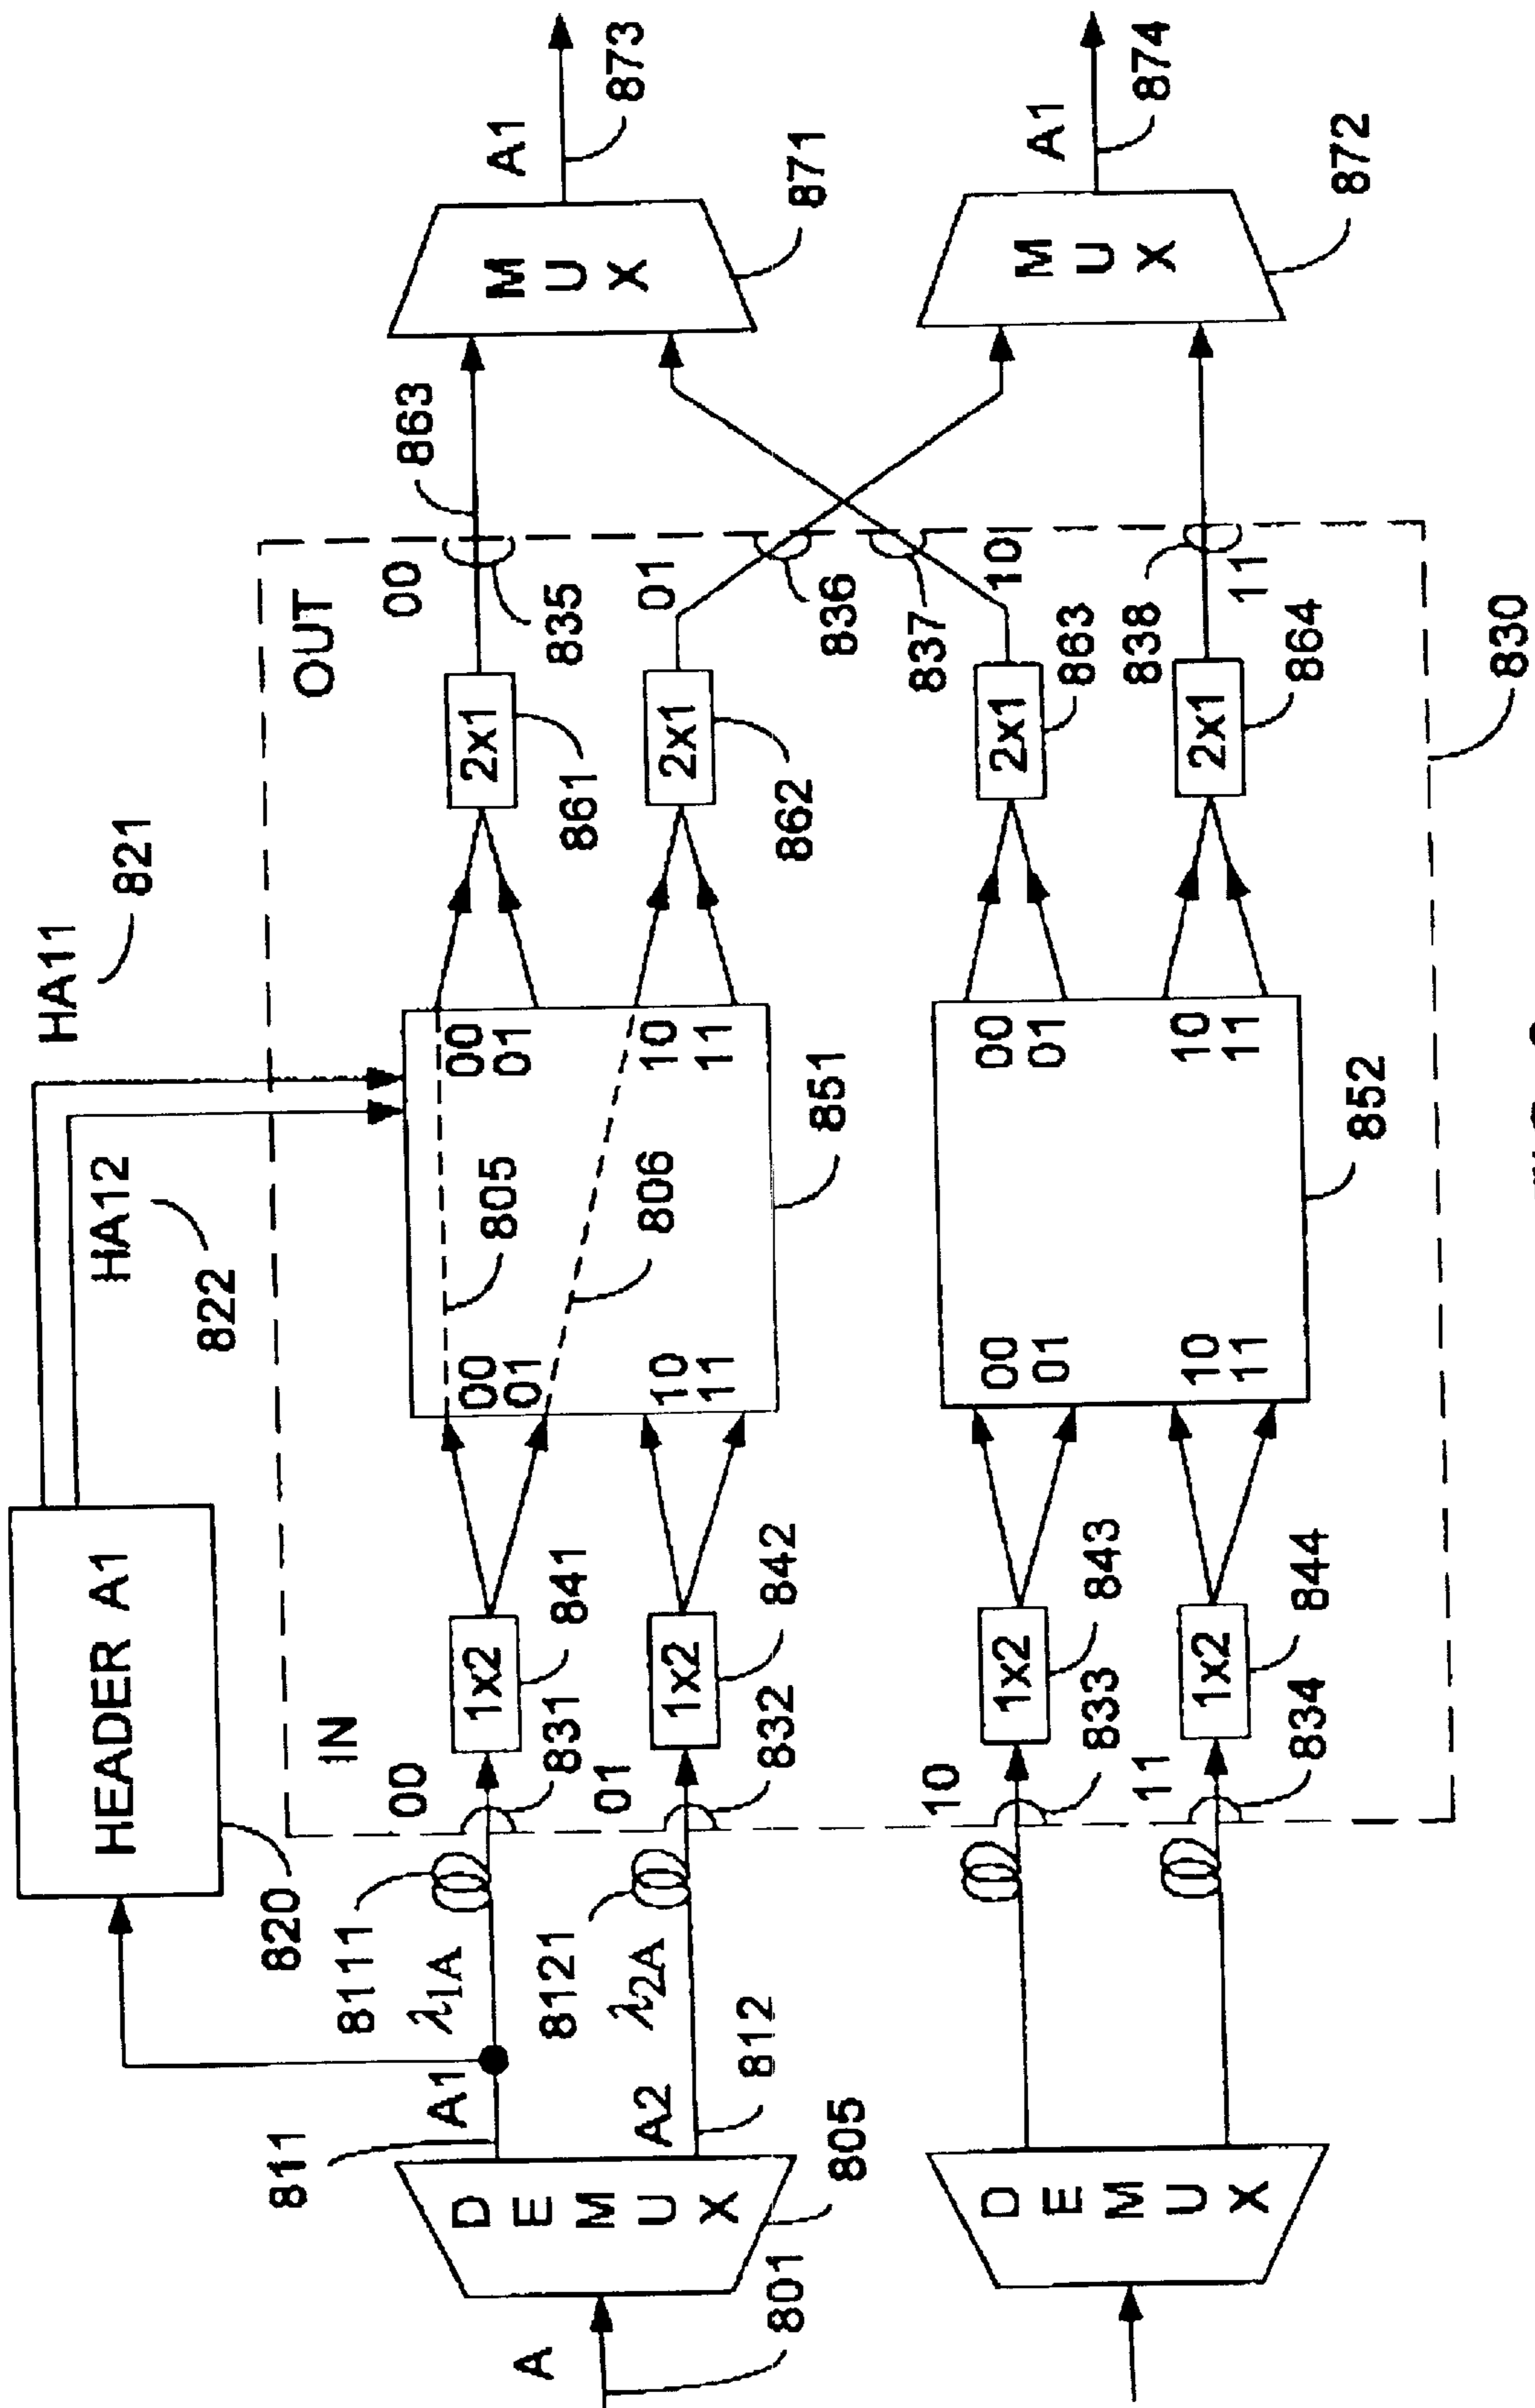 HEADER A1
820
HA11
821
HA12
822
IN
OUT
A
801
DEMUX
805
811
A1
A2
812
8111
λ1A
8121
λ2A
00
831
01
832
10
833
11
834
1x2
841
1x2
842
1x2
843
1x2
844
00
01
10
11
00
01
10
11
805
806
851
00
01
10
11
00
01
10
11
852
2x1
861
2x1
862
2x1
863
2x1
864
00
835
01
836
10
837
11
838
863
830
MUX
871
A1
873
MUX
872
A1
874
DEMUX